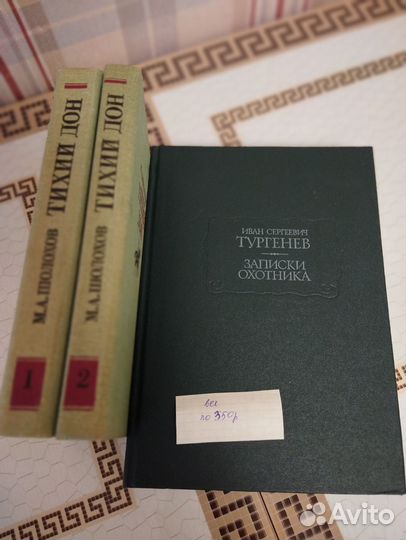 М.А.ШОЛОХОВ ТИХИЙ ДОН
1
М.А.ШОЛОХОВ ТИХИЙ ДОН
2
ИВАН СЕРГЕЕВИЧ
ТУРГЕНЕВ
ЗАПИСКИ
ОХОТНИКА
все
по 350р
Avito